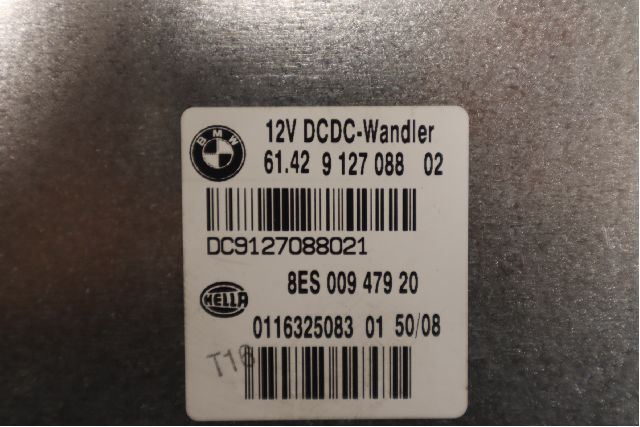 BMW
12V DCDC-Wandler
61.42 9 127 088 02
DC9127088021
8ES 009 479 20
HELLA
0116325083 01 50/08
T16